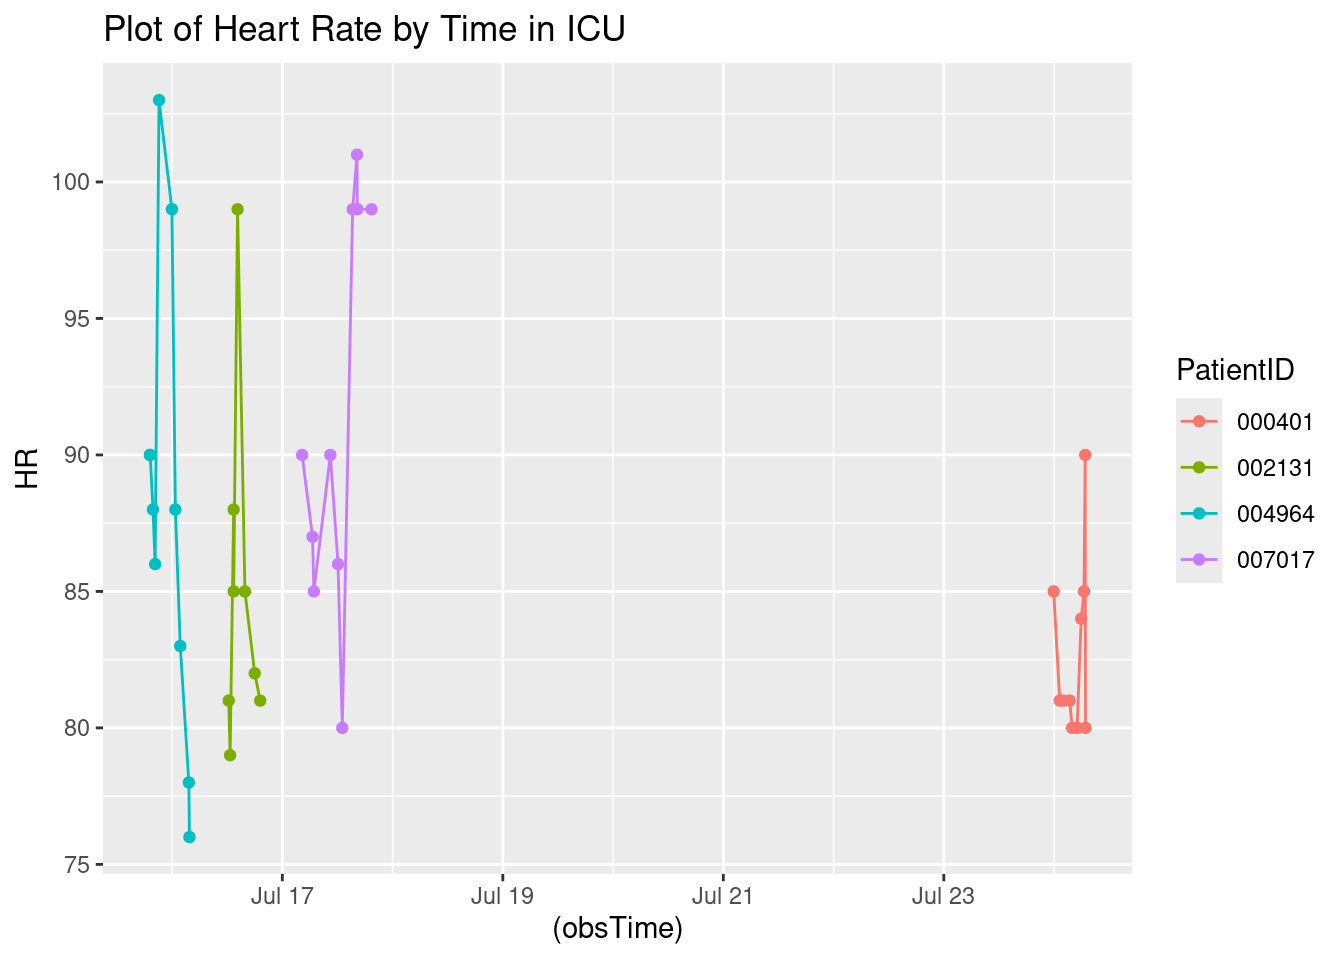 Plot of Heart Rate by Time in ICU
100
95
90
85
80
75
HR
Jul 17
Jul 19
Jul 21
Jul 23
(obsTime)
PatientID
000401
002131
004964
007017